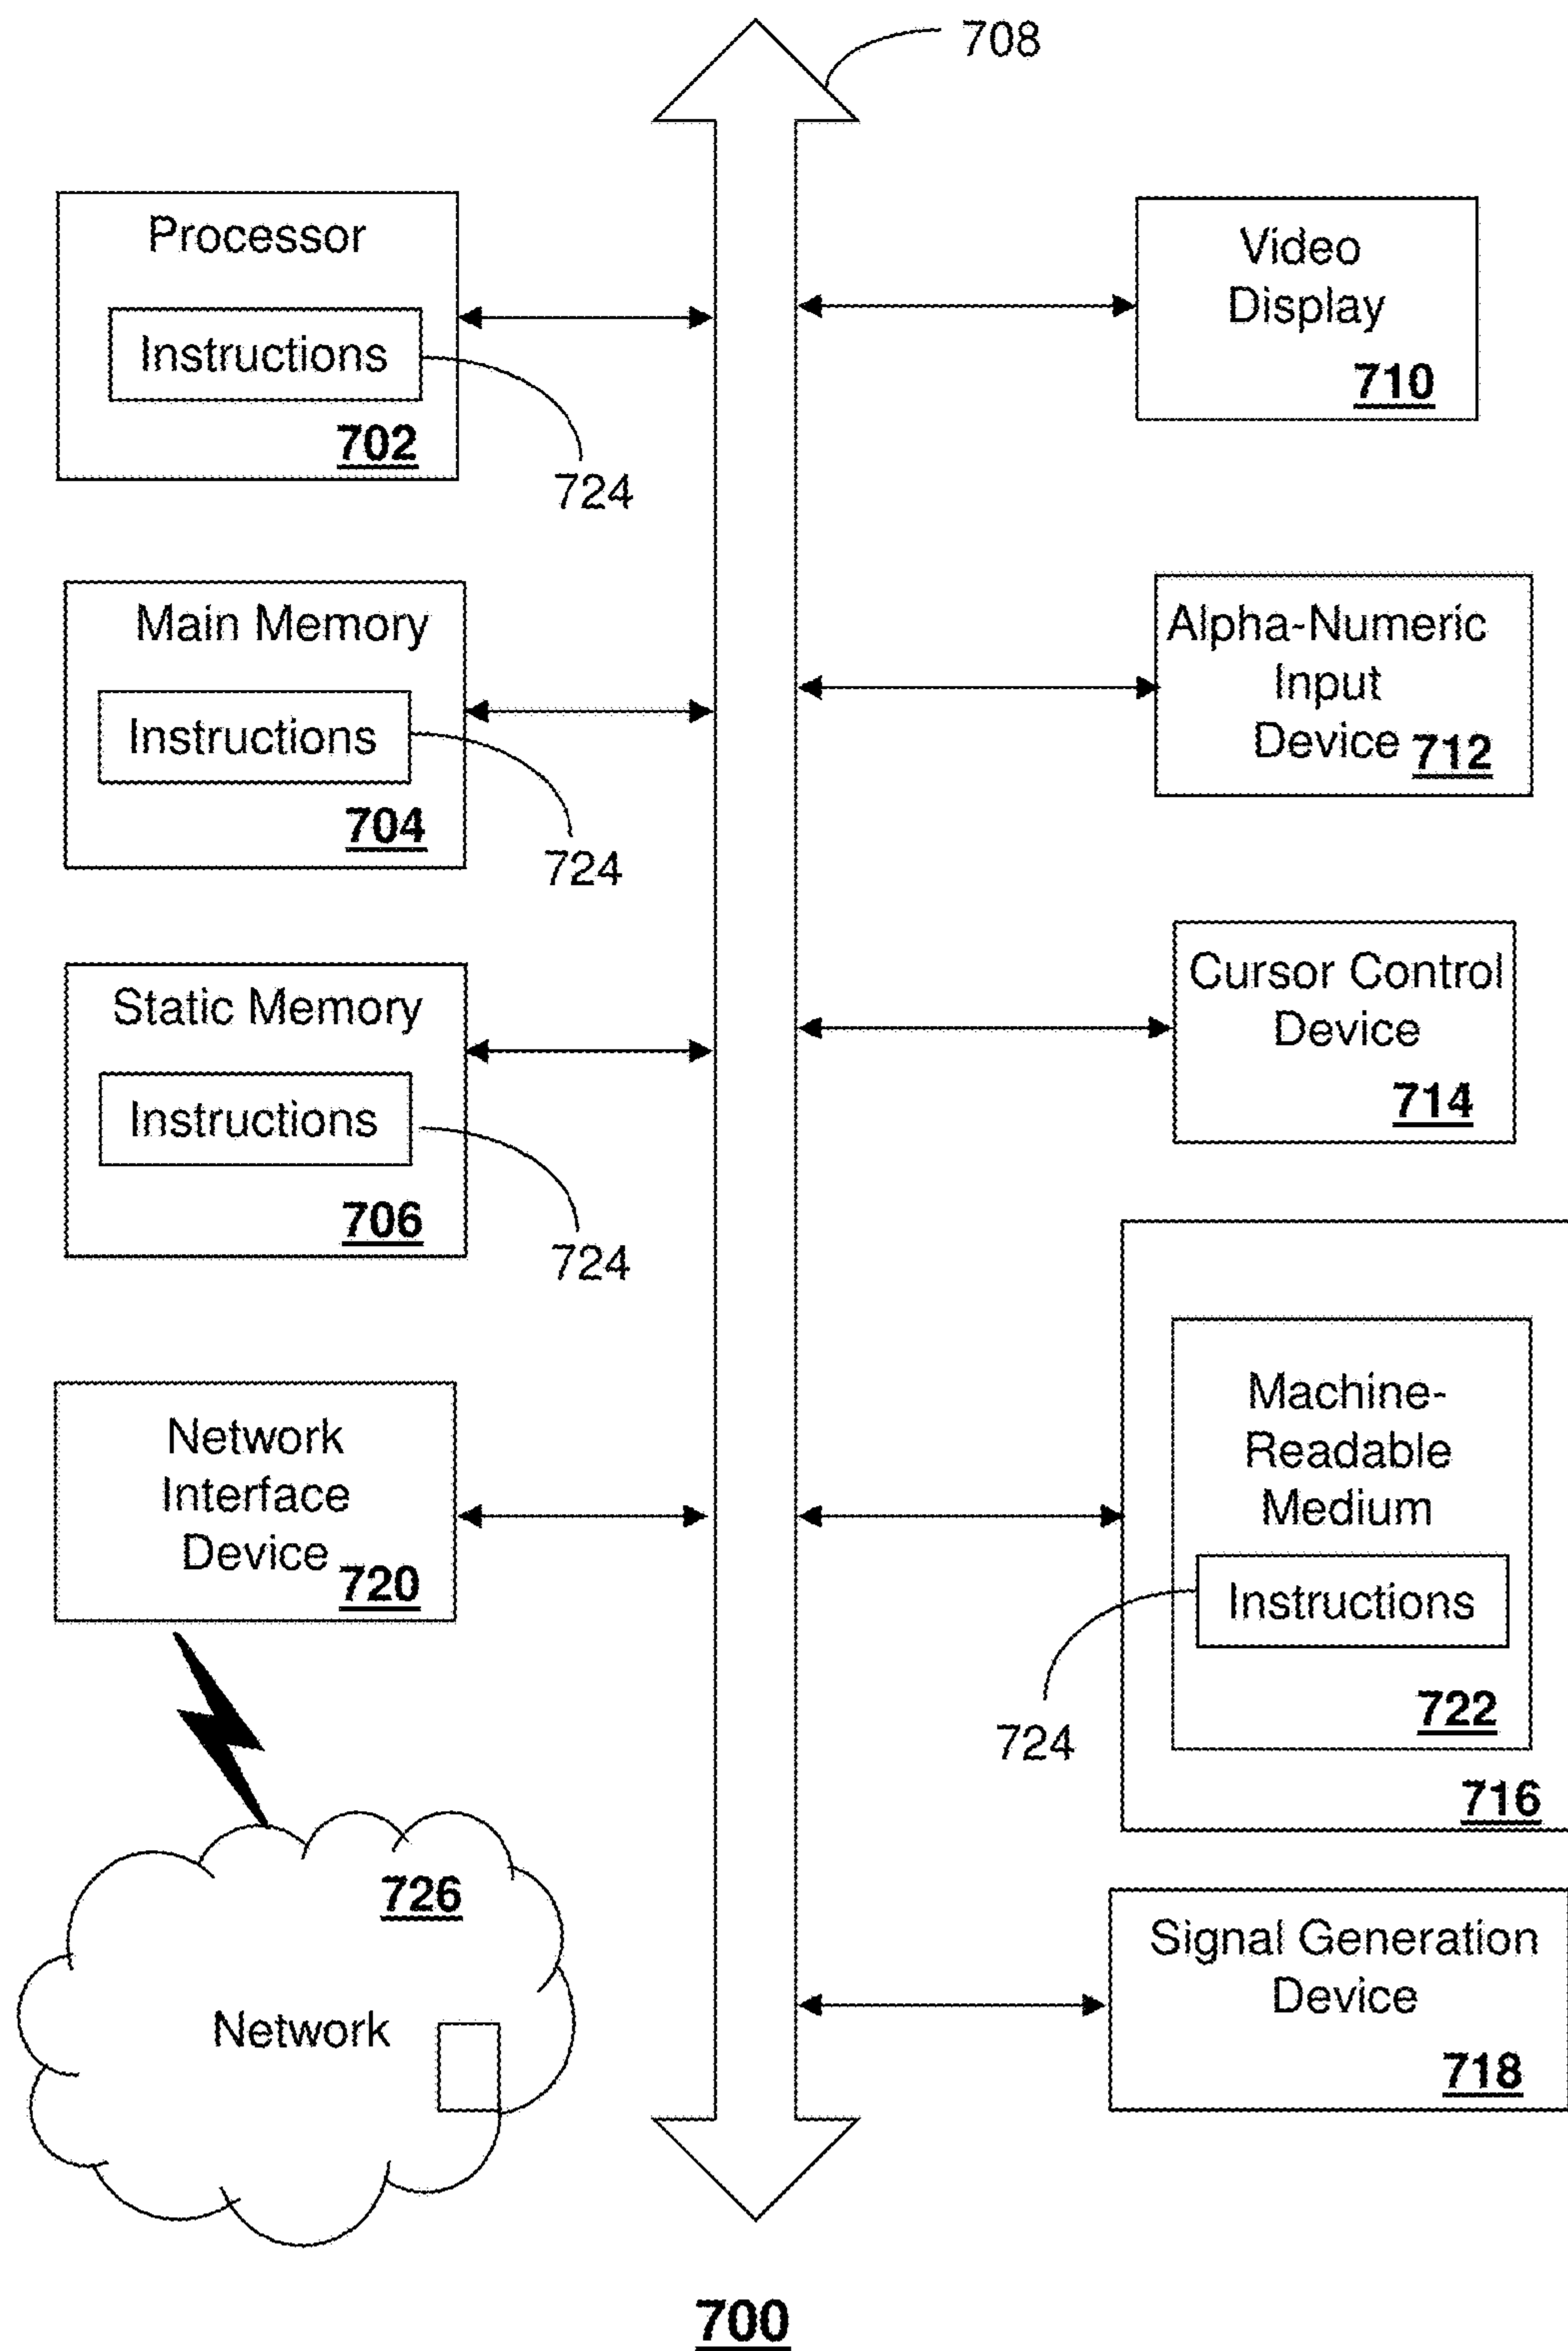 708
Processor
Instructions
702
724
Main Memory
Instructions
704
724
Static Memory
Instructions
706
724
Network
Interface
Device
720
726
Network
Video
Display
710
Alpha-Numeric
Input
Device 712
Cursor Control
Device
714
Machine-
Readable
Medium
Instructions
724
722
716
Signal Generation
Device
718
700